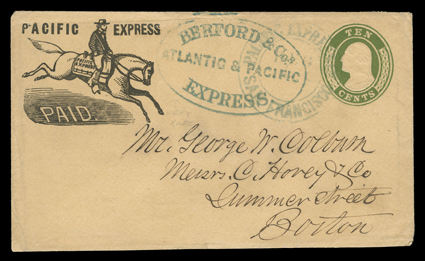 PACIFIC EXPRESS
PAID
BERFORD & Co's
ATLANTIC & PACIFIC
EXPRESS
TEN
CENTS
Mr. George W. Colburn
Messrs C. Hovey & Co
Summer Street
Boston